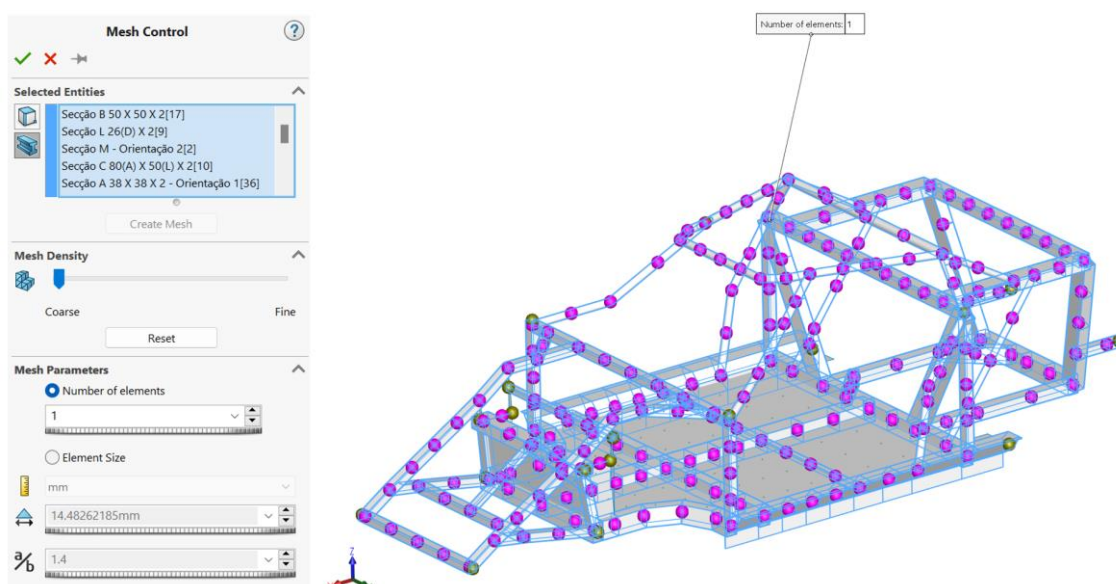 Mesh Control
?
Selected Entities
Secção B 50 X 50 X 2[17]
Secção L 26(D) X 2[9]
Secção M - Orientação 2[2]
Secção C 80(A) X 50(L) X 2[10]
Secção A 38 X 38 X 2 - Orientação 1[36]
Create Mesh
Mesh Density
Coarse Fine
Reset
Mesh Parameters
Number of elements
1
Element Size
mm
14.48262185mm
a/b 1.4
Number of elements: 1
Z